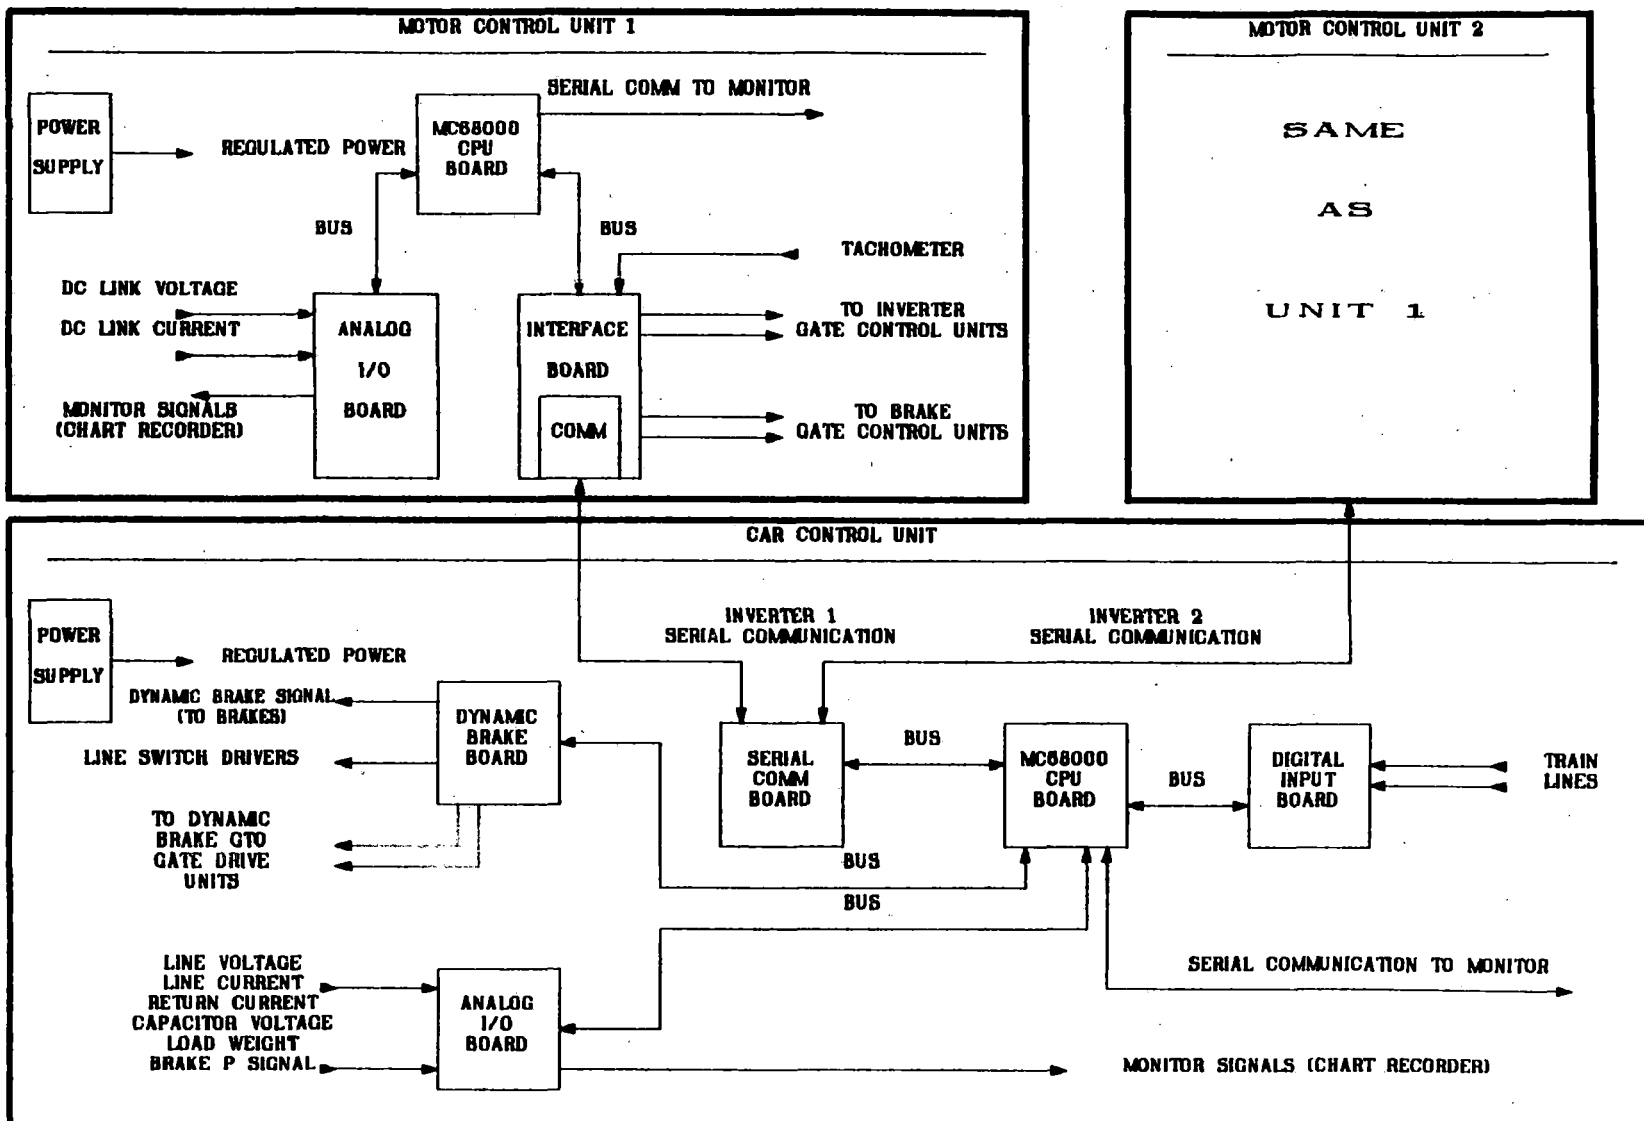 MOTOR CONTROL UNIT 1
SERIAL COMM TO MONITOR
POWER
SUPPLY
REGULATED POWER
MC68000
CPU
BOARD
BUS
BUS
TACHOMETER
DC LINK VOLTAGE
DC LINK CURRENT
MONITOR SIGNALS
(CHART RECORDER)
ANALOG
I/O
BOARD
INTERFACE
BOARD
COMM
TO INVERTER
GATE CONTROL UNITS
TO BRAKE
GATE CONTROL UNITS
MOTOR CONTROL UNIT 2
SAME
AS
UNIT 1
CAR CONTROL UNIT
POWER
SUPPLY
REGULATED POWER
INVERTER 1
SERIAL COMMUNICATION
INVERTER 2
SERIAL COMMUNICATION
DYNAMIC BRAKE SIGNAL
(TO BRAKES)
LINE SWITCH DRIVERS
TO DYNAMIC
BRAKE GTO
GATE DRIVE
UNITS
DYNAMIC
BRAKE
BOARD
SERIAL
COMM
BOARD
BUS
MC68000
CPU
BOARD
BUS
DIGITAL
INPUT
BOARD
TRAIN
LINES
BUS
BUS
LINE VOLTAGE
LINE CURRENT
RETURN CURRENT
CAPACITOR VOLTAGE
LOAD WEIGHT
BRAKE P SIGNAL
ANALOG
I/O
BOARD
SERIAL COMMUNICATION TO MONITOR
MONITOR SIGNALS (CHART RECORDER)